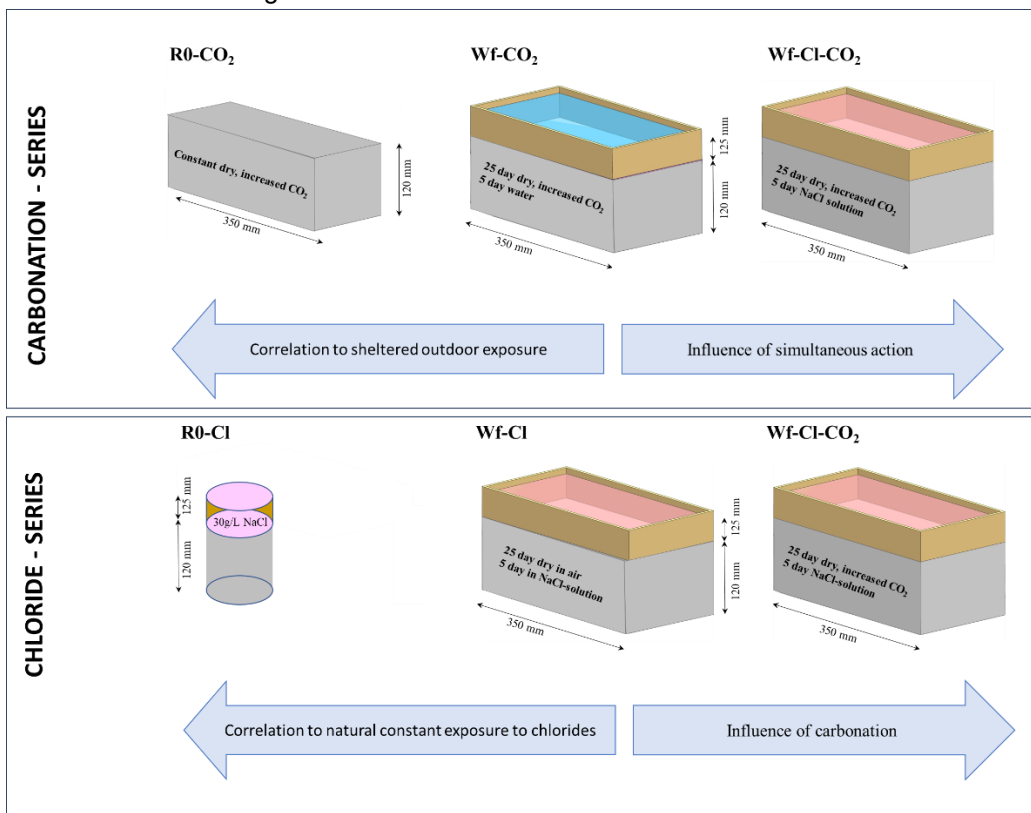 CARBONATION - SERIES
R0-CO₂
Constant dry, increased CO₂
350 mm
120 mm
Wf-CO₂
25 day dry, increased CO₂
5 day water
350 mm
125 mm
120 mm
Wf-Cl-CO₂
25 day dry, increased CO₂
5 day NaCl solution
350 mm
125 mm
120 mm
Correlation to sheltered outdoor exposure
Influence of simultaneous action
CHLORIDE - SERIES
R0-Cl
125 mm
120 mm
30g/L NaCl
Wf-Cl
25 day dry in air
5 day in NaCl-solution
350 mm
125 mm
120 mm
Wf-Cl-CO₂
25 day dry, increased CO₂
5 day NaCl-solution
350 mm
125 mm
120 mm
Correlation to natural constant exposure to chlorides
Influence of carbonation